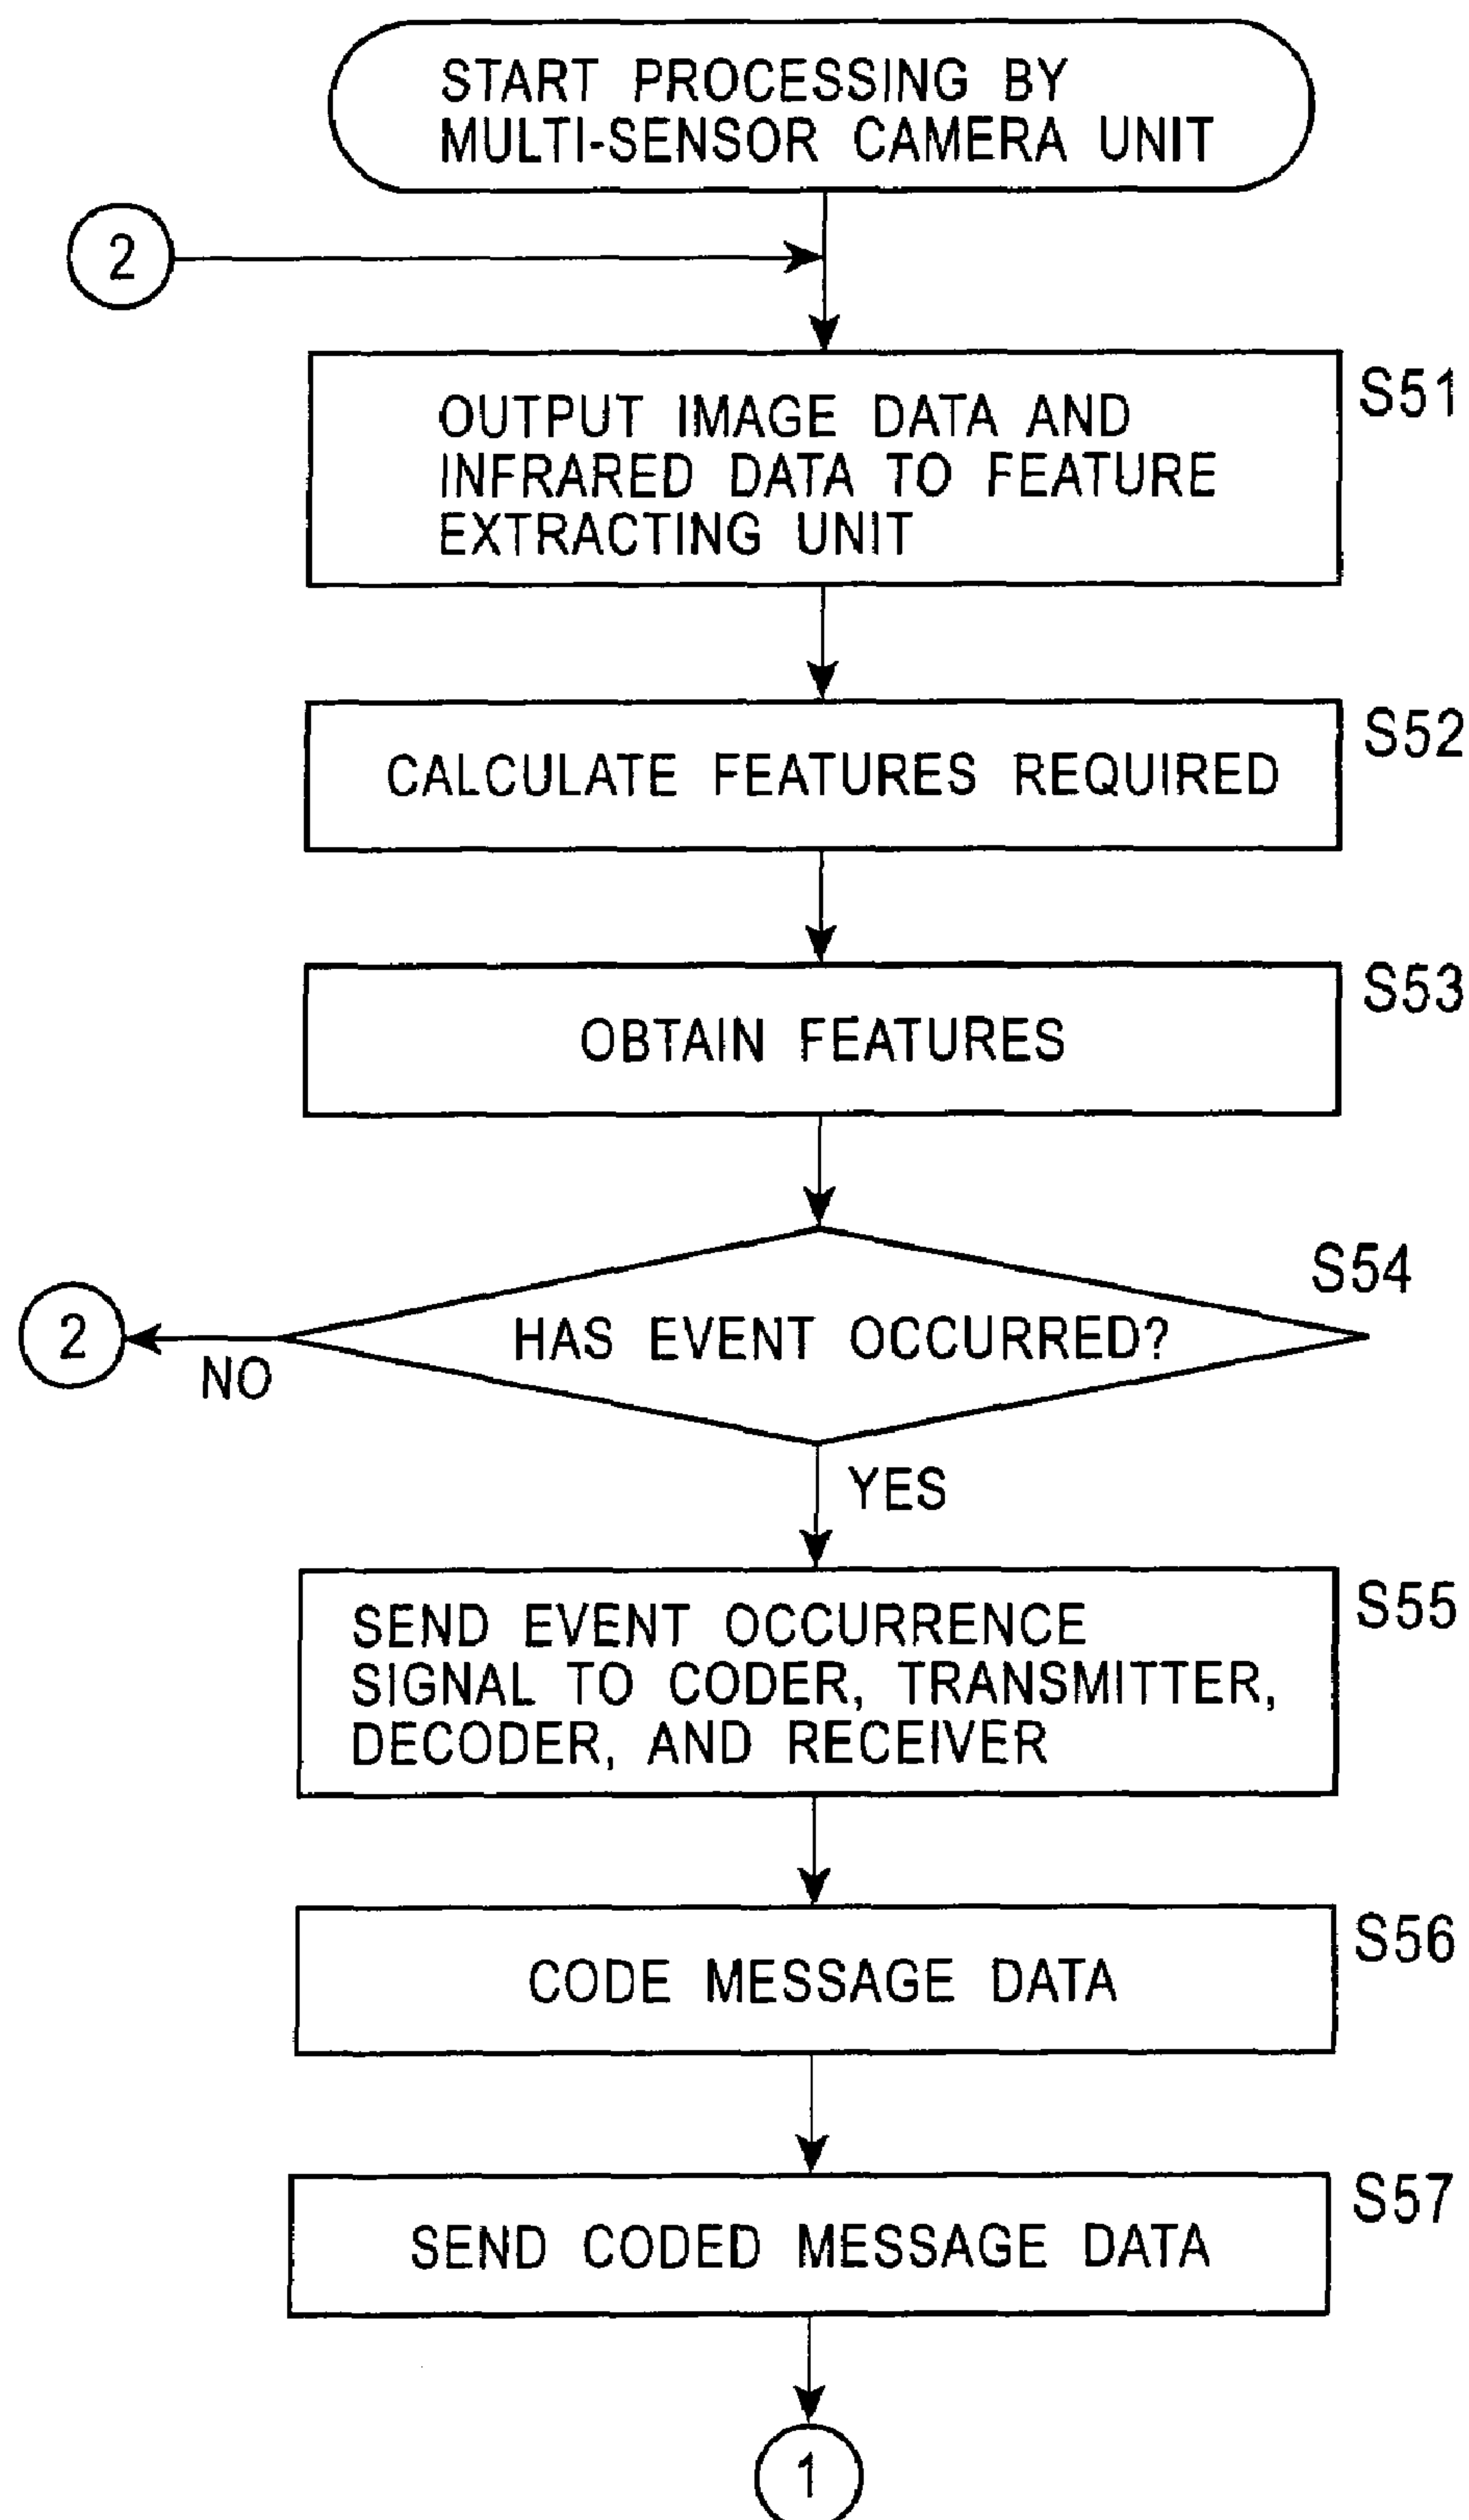 START PROCESSING BY
MULTI-SENSOR CAMERA UNIT
2
OUTPUT IMAGE DATA AND
INFRARED DATA TO FEATURE
EXTRACTING UNIT
S51
CALCULATE FEATURES REQUIRED
S52
OBTAIN FEATURES
S53
HAS EVENT OCCURRED?
S54
2
NO
YES
SEND EVENT OCCURRENCE
SIGNAL TO CODER, TRANSMITTER,
DECODER, AND RECEIVER
S55
CODE MESSAGE DATA
S56
SEND CODED MESSAGE DATA
S57
1